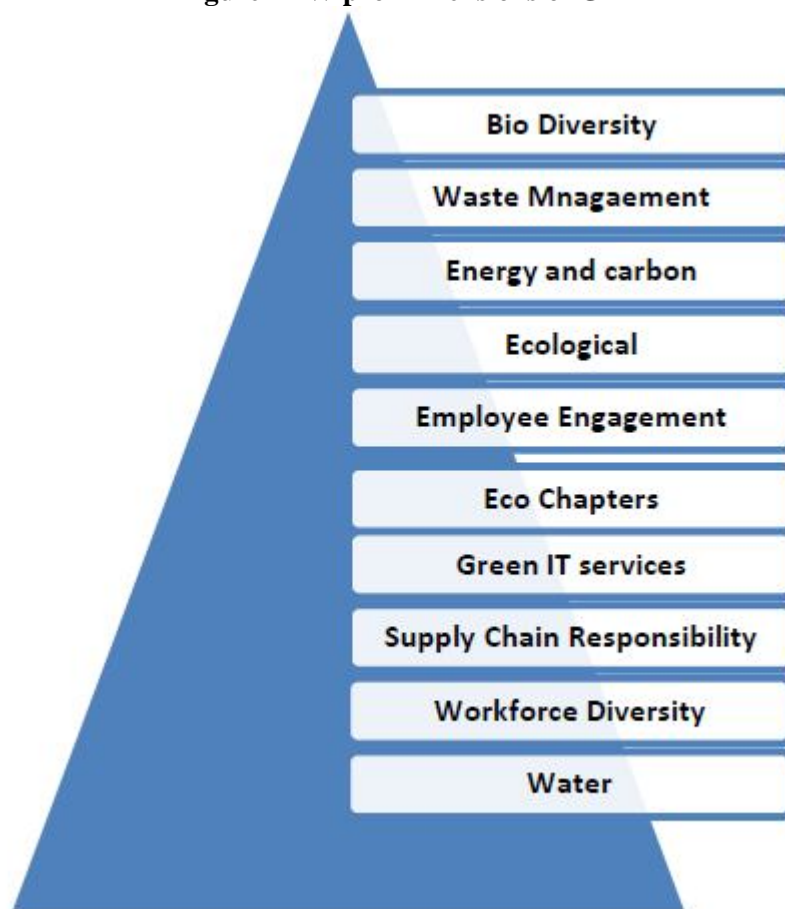 Bio Diversity
Waste Mnagaement
Energy and carbon
Ecological
Employee Engagement
Eco Chapters
Green IT services
Supply Chain Responsibility
Workforce Diversity
Water